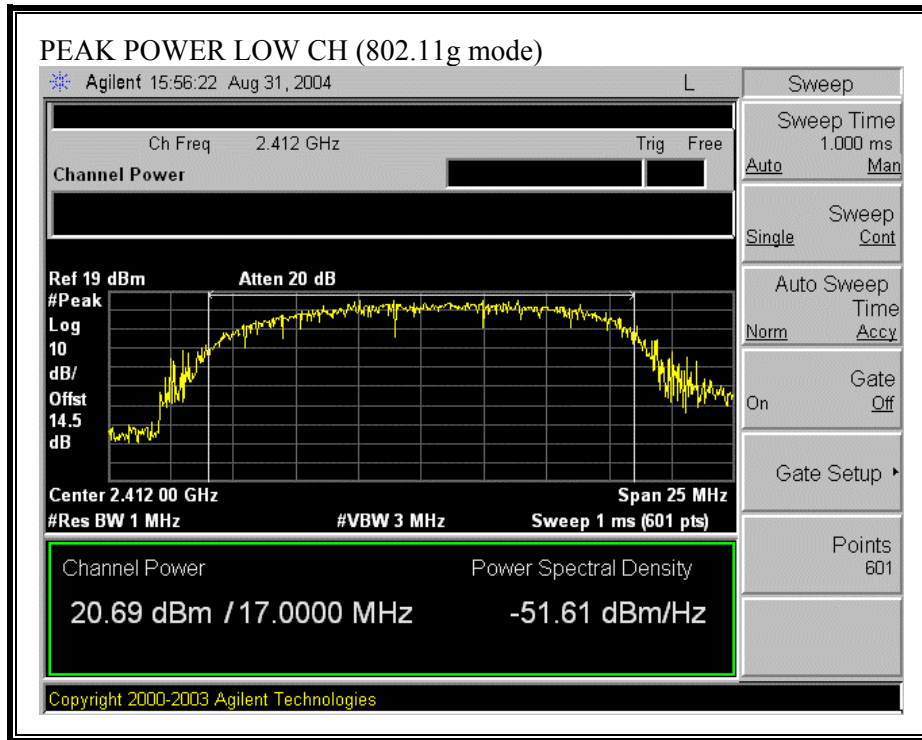 PEAK POWER LOW CH (802.11g mode)
Agilent 15:56:22 Aug 31, 2004 L
Ch Freq 2.412 GHz Trig Free
Channel Power
Ref 19 dBm Atten 20 dB
#Peak
Log
10
dB/
Offst
14.5
dB
Center 2.412 00 GHz Span 25 MHz
#Res BW 1 MHz #VBW 3 MHz Sweep 1 ms (601 pts)
Channel Power Power Spectral Density
20.69 dBm / 17.0000 MHz -51.61 dBm/Hz
Copyright 2000-2003 Agilent Technologies
Sweep
Sweep Time
1.000 ms
Auto Man
Sweep
Single Cont
Auto Sweep
Time
Norm Accy
Gate
On Off
Gate Setup
Points
601